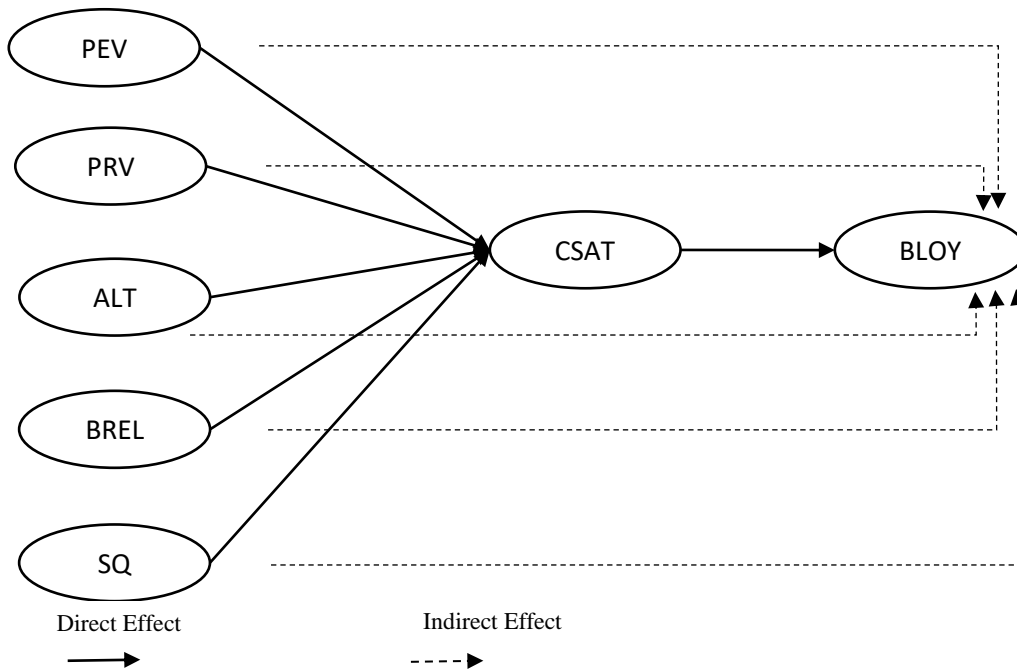 PEV
PRV
CSAT
BLOY
ALT
BREL
SQ
Direct Effect
Indirect Effect